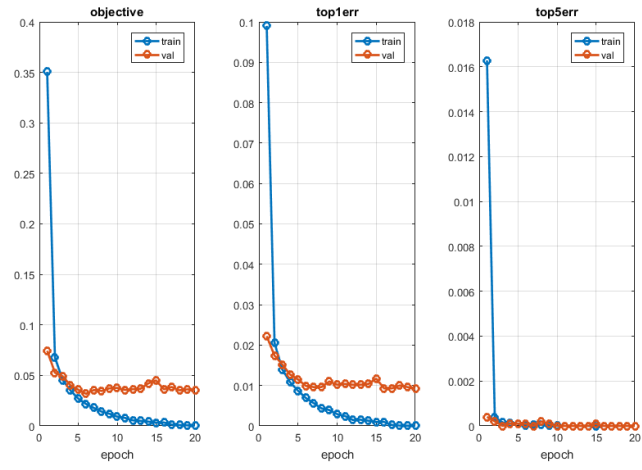 objective
train
val
0.4
0.35
0.3
0.25
0.2
0.15
0.1
0.05
0
0 5 10 15 20
epoch
top1err
train
val
0.1
0.09
0.08
0.07
0.06
0.05
0.04
0.03
0.02
0.01
0
0 5 10 15 20
epoch
top5err
train
val
0.018
0.016
0.014
0.012
0.01
0.008
0.006
0.004
0.002
0
0 5 10 15 20
epoch